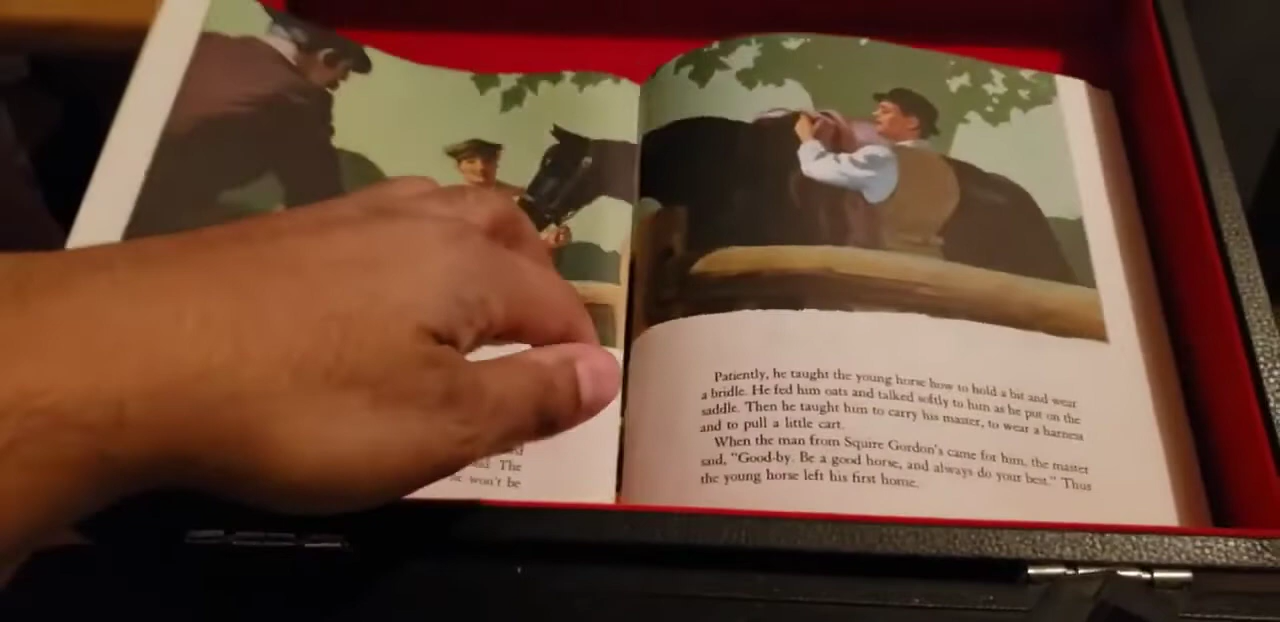 The
won't be
Patiently, he taught the young horse how to hold a bit and wear
a bridle. He fed him oats and talked softly to him as he put on the
saddle. Then he taught him to carry his master, to wear a harness
and to pull a little cart.
When the man from Squire Gordon's came for him, the master
said, "Good-by. Be a good horse, and always do your best." Thus
the young horse left his first home.